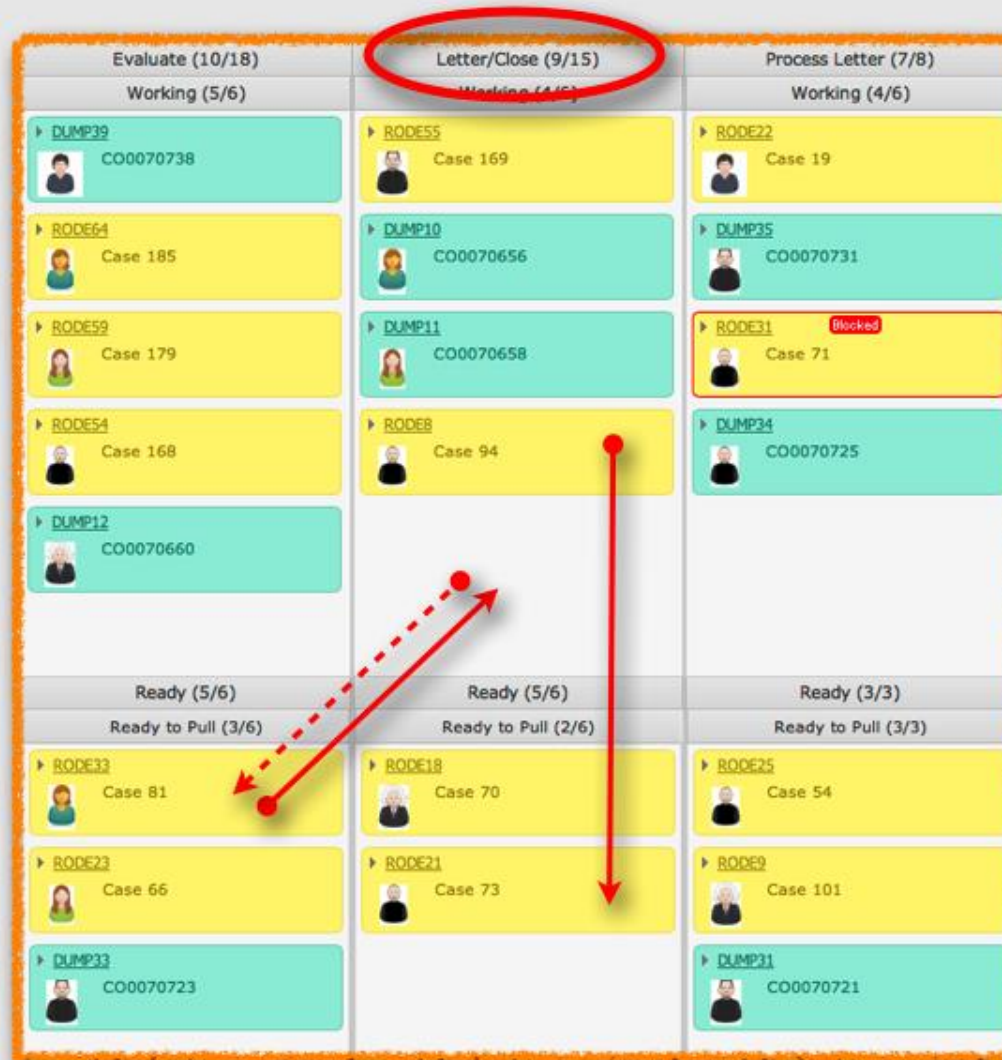 Evaluate (10/18)
Working (5/6)
DUMP39
CO0070738
RODE64
Case 185
RODE59
Case 179
RODE54
Case 168
DUMP12
CO0070660
Ready (5/6)
Ready to Pull (3/6)
RODE33
Case 81
RODE23
Case 66
DUMP33
CO0070723
Letter/Close (9/15)
Working (4/6)
RODE55
Case 169
DUMP10
CO0070656
DUMP11
CO0070658
RODE8
Case 94
Ready (5/6)
Ready to Pull (2/6)
RODE18
Case 70
RODE21
Case 73
Process Letter (7/8)
Working (4/6)
RODE22
Case 19
DUMP35
CO0070731
RODE31 Blocked
Case 71
DUMP34
CO0070725
Ready (3/3)
Ready to Pull (3/3)
RODE25
Case 54
RODE9
Case 101
DUMP31
CO0070721